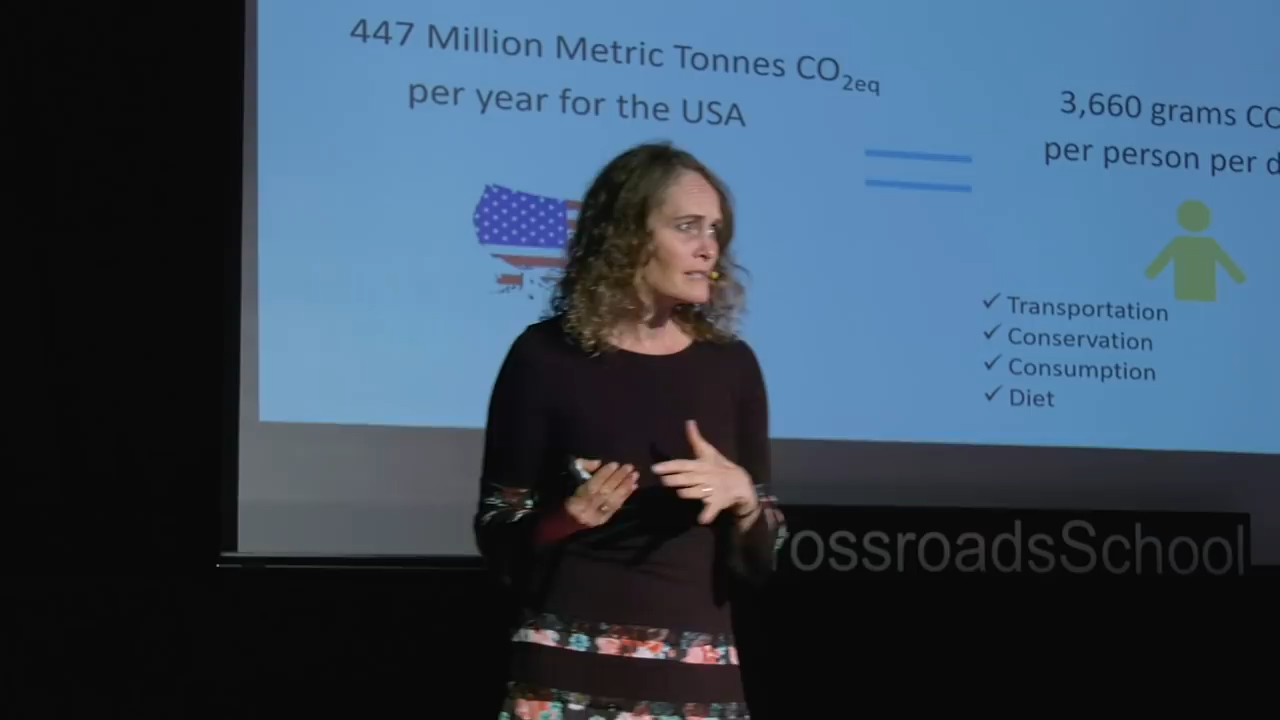 447 Million Metric Tonnes CO2eq
per year for the USA
3,660 grams
per person per
✓ Transportation
✓ Conservation
✓ Consumption
✓ Diet
rossroadsSchool